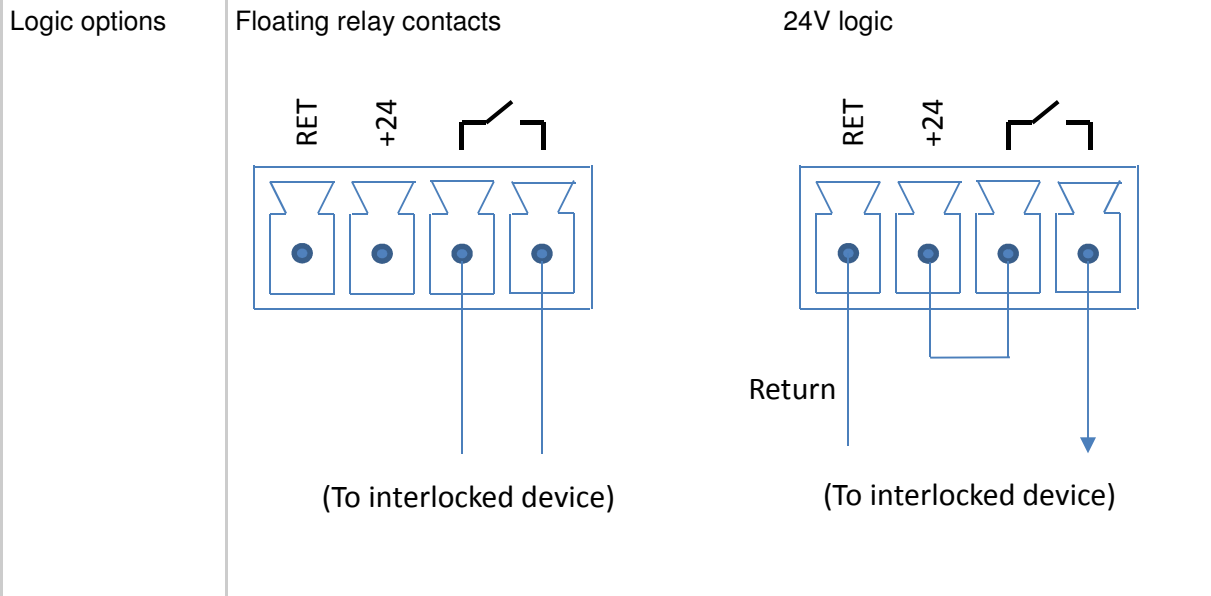 Logic options
Floating relay contacts
24V logic
RET
+24
RET
+24
Return
(To interlocked device)
(To interlocked device)